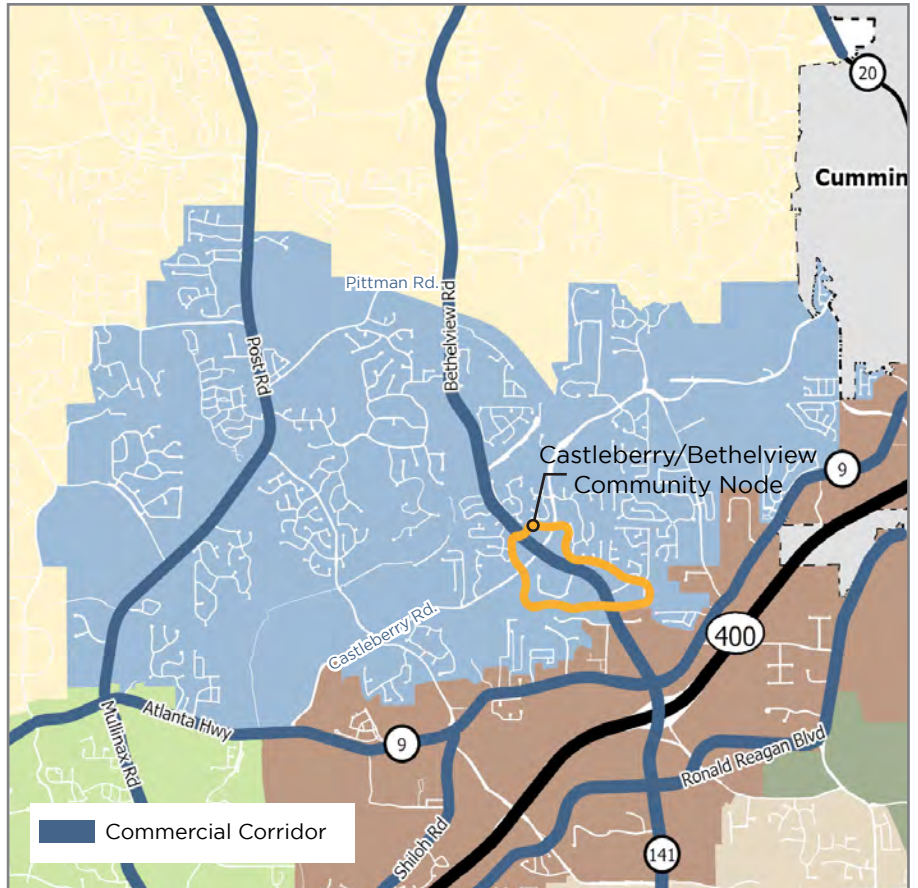 20
Cummin
Pittman Rd.
Bethelview Rd
Post Rd
Castleberry/Bethelview
Community Node
9
400
Castleberry Rd.
Atlanta Hwy
Mullinax Rd
9
Ronald Reagan Blvd
Shiloh Rd
141
Commercial Corridor